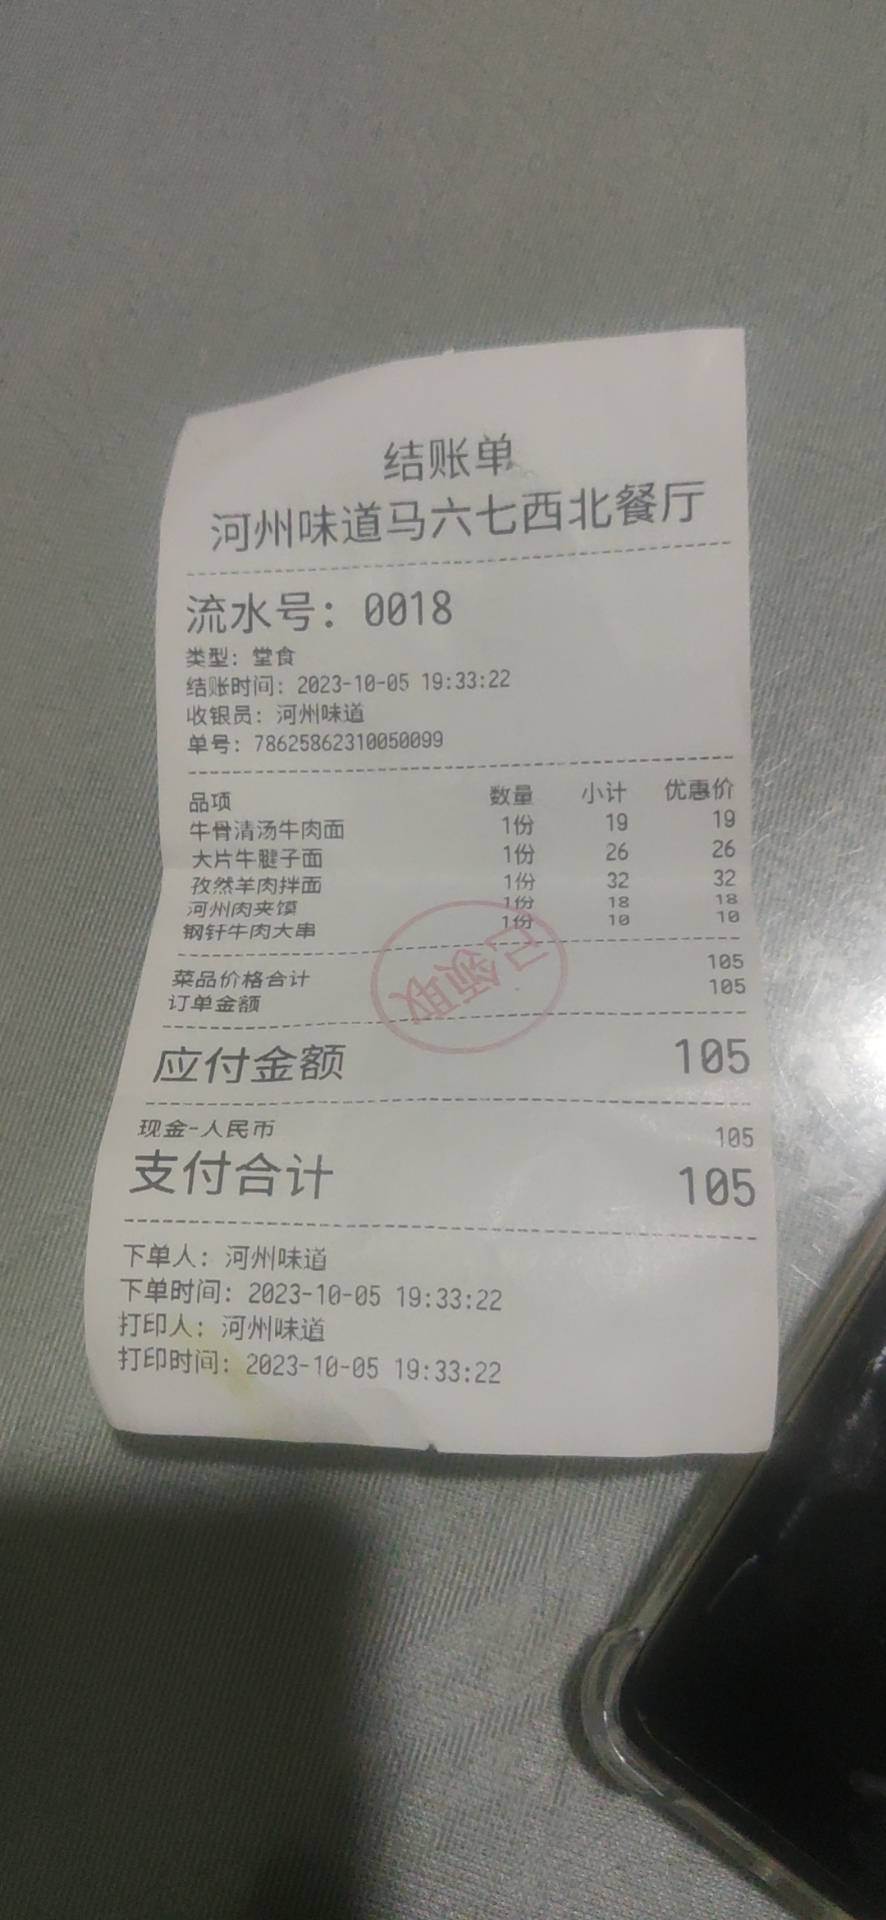 结账单
河州味道马六七西北餐厅
流水号: 0018
类型: 堂食
结账时间: 2023-10-05 19:33:22
收银员: 河州味道
单号: 78625862310050099
品项 数量 小计 优惠价
牛骨清汤牛肉面 1份 19 19
大片牛腱子面 1份 26 26
孜然羊肉拌面 1份 32 32
河州肉夹馍 1份 18 18
钢钎牛肉大串 1份 10 10
已领取
菜品价格合计 105
订单金额 105
应付金额 105
现金-人民币 105
支付合计 105
下单人: 河州味道
下单时间: 2023-10-05 19:33:22
打印人: 河州味道
打印时间: 2023-10-05 19:33:22